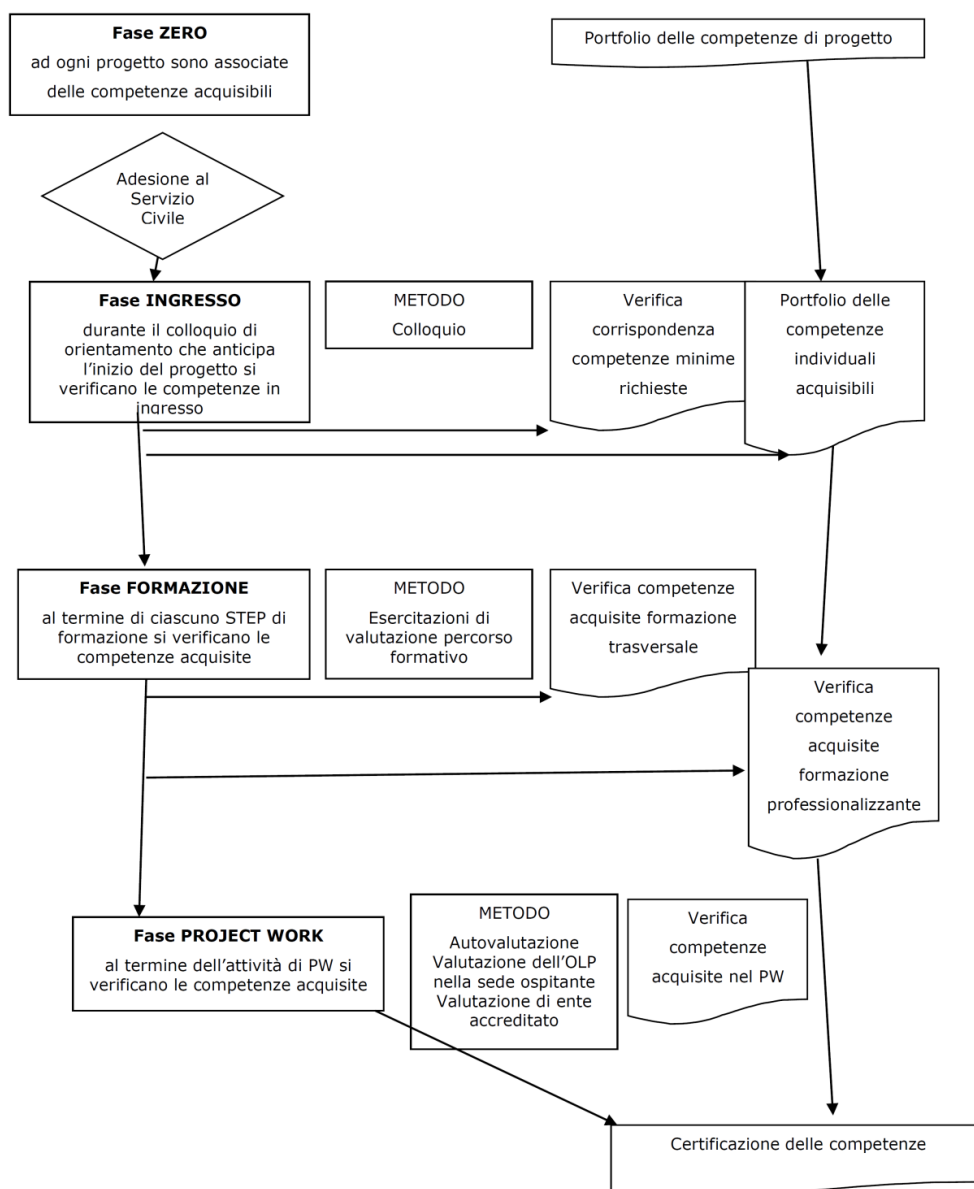 Fase ZERO
ad ogni progetto sono associate
delle competenze acquisibili
Portfolio delle competenze di progetto
Adesione al
Servizio
Civile
Fase INGRESSO
durante il colloquio di
orientamento che anticipa
l'inizio del progetto si
verificano le competenze in
ingresso
METODO
Colloquio
Verifica
corrispondenza
competenze minime
richieste
Portfolio delle
competenze
individuali
acquisibili
Fase FORMAZIONE
al termine di ciascuno STEP di
formazione si verificano le
competenze acquisite
METODO
Esercitazioni di
valutazione percorso
formativo
Verifica competenze
acquisite formazione
trasversale
Verifica
competenze
acquisite
formazione
professionalizzante
Fase PROJECT WORK
al termine dell'attività di PW si
verificano le competenze acquisite
METODO
Autovalutazione
Valutazione dell'OLP
nella sede ospitante
Valutazione di ente
accreditato
Verifica
competenze
acquisite nel PW
Certificazione delle competenze